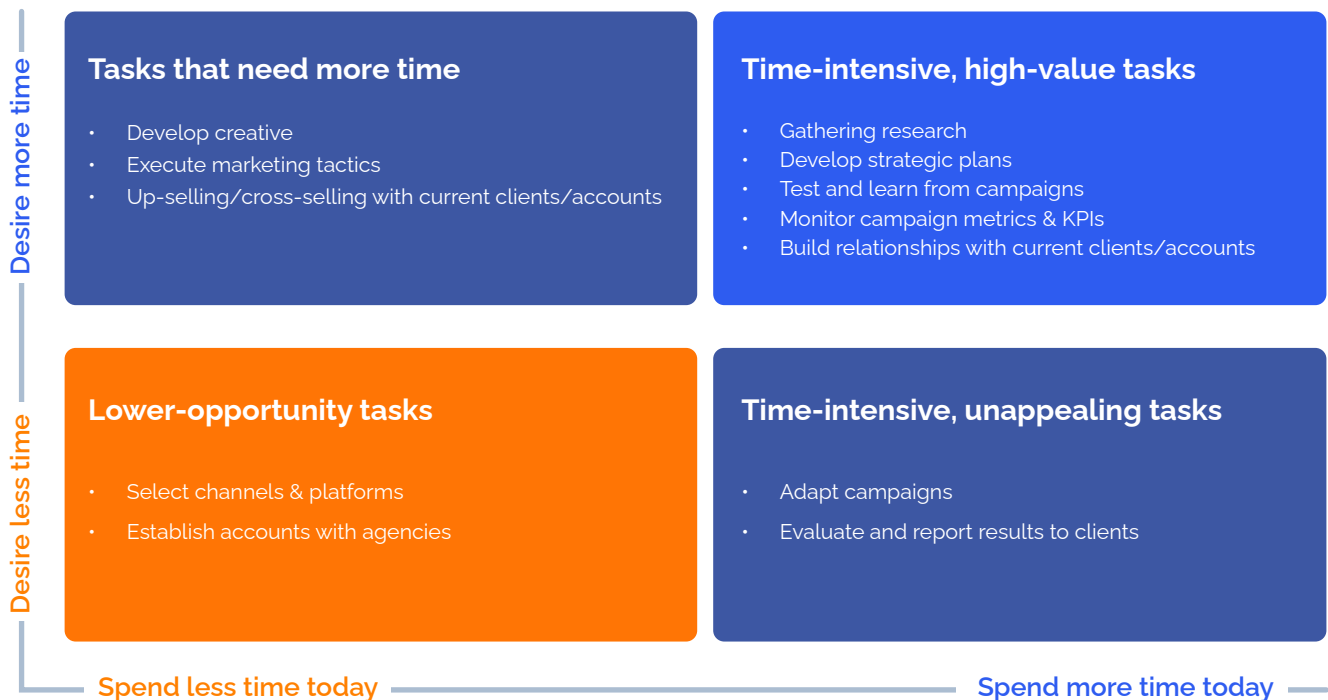 Desire more time
Tasks that need more time
• Develop creative
• Execute marketing tactics
• Up-selling/cross-selling with current clients/accounts
Time-intensive, high-value tasks
• Gathering research
• Develop strategic plans
• Test and learn from campaigns
• Monitor campaign metrics & KPIs
• Build relationships with current clients/accounts
Desire less time
Lower-opportunity tasks
• Select channels & platforms
• Establish accounts with agencies
Time-intensive, unappealing tasks
• Adapt campaigns
• Evaluate and report results to clients
Spend less time today
Spend more time today